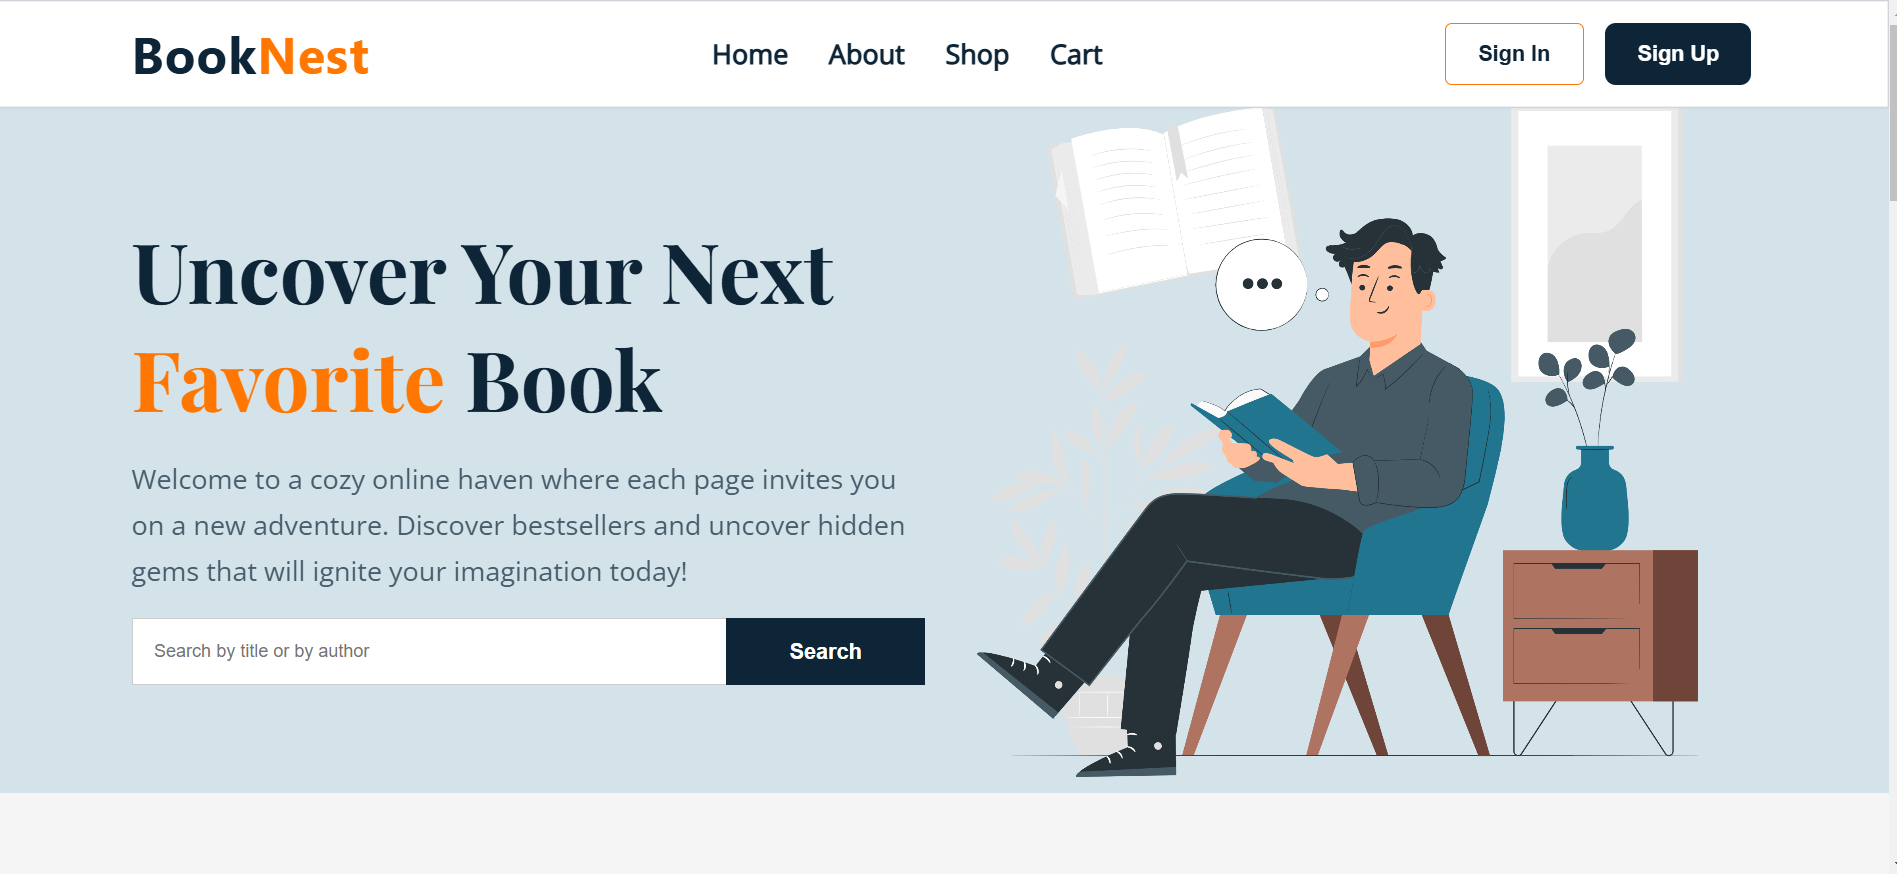 BookNest
Home About Shop Cart
Sign In
Sign Up
Uncover Your Next
Favorite Book
Welcome to a cozy online haven where each page invites you
on a new adventure. Discover bestsellers and uncover hidden
gems that will ignite your imagination today!
Search by title or by author
Search